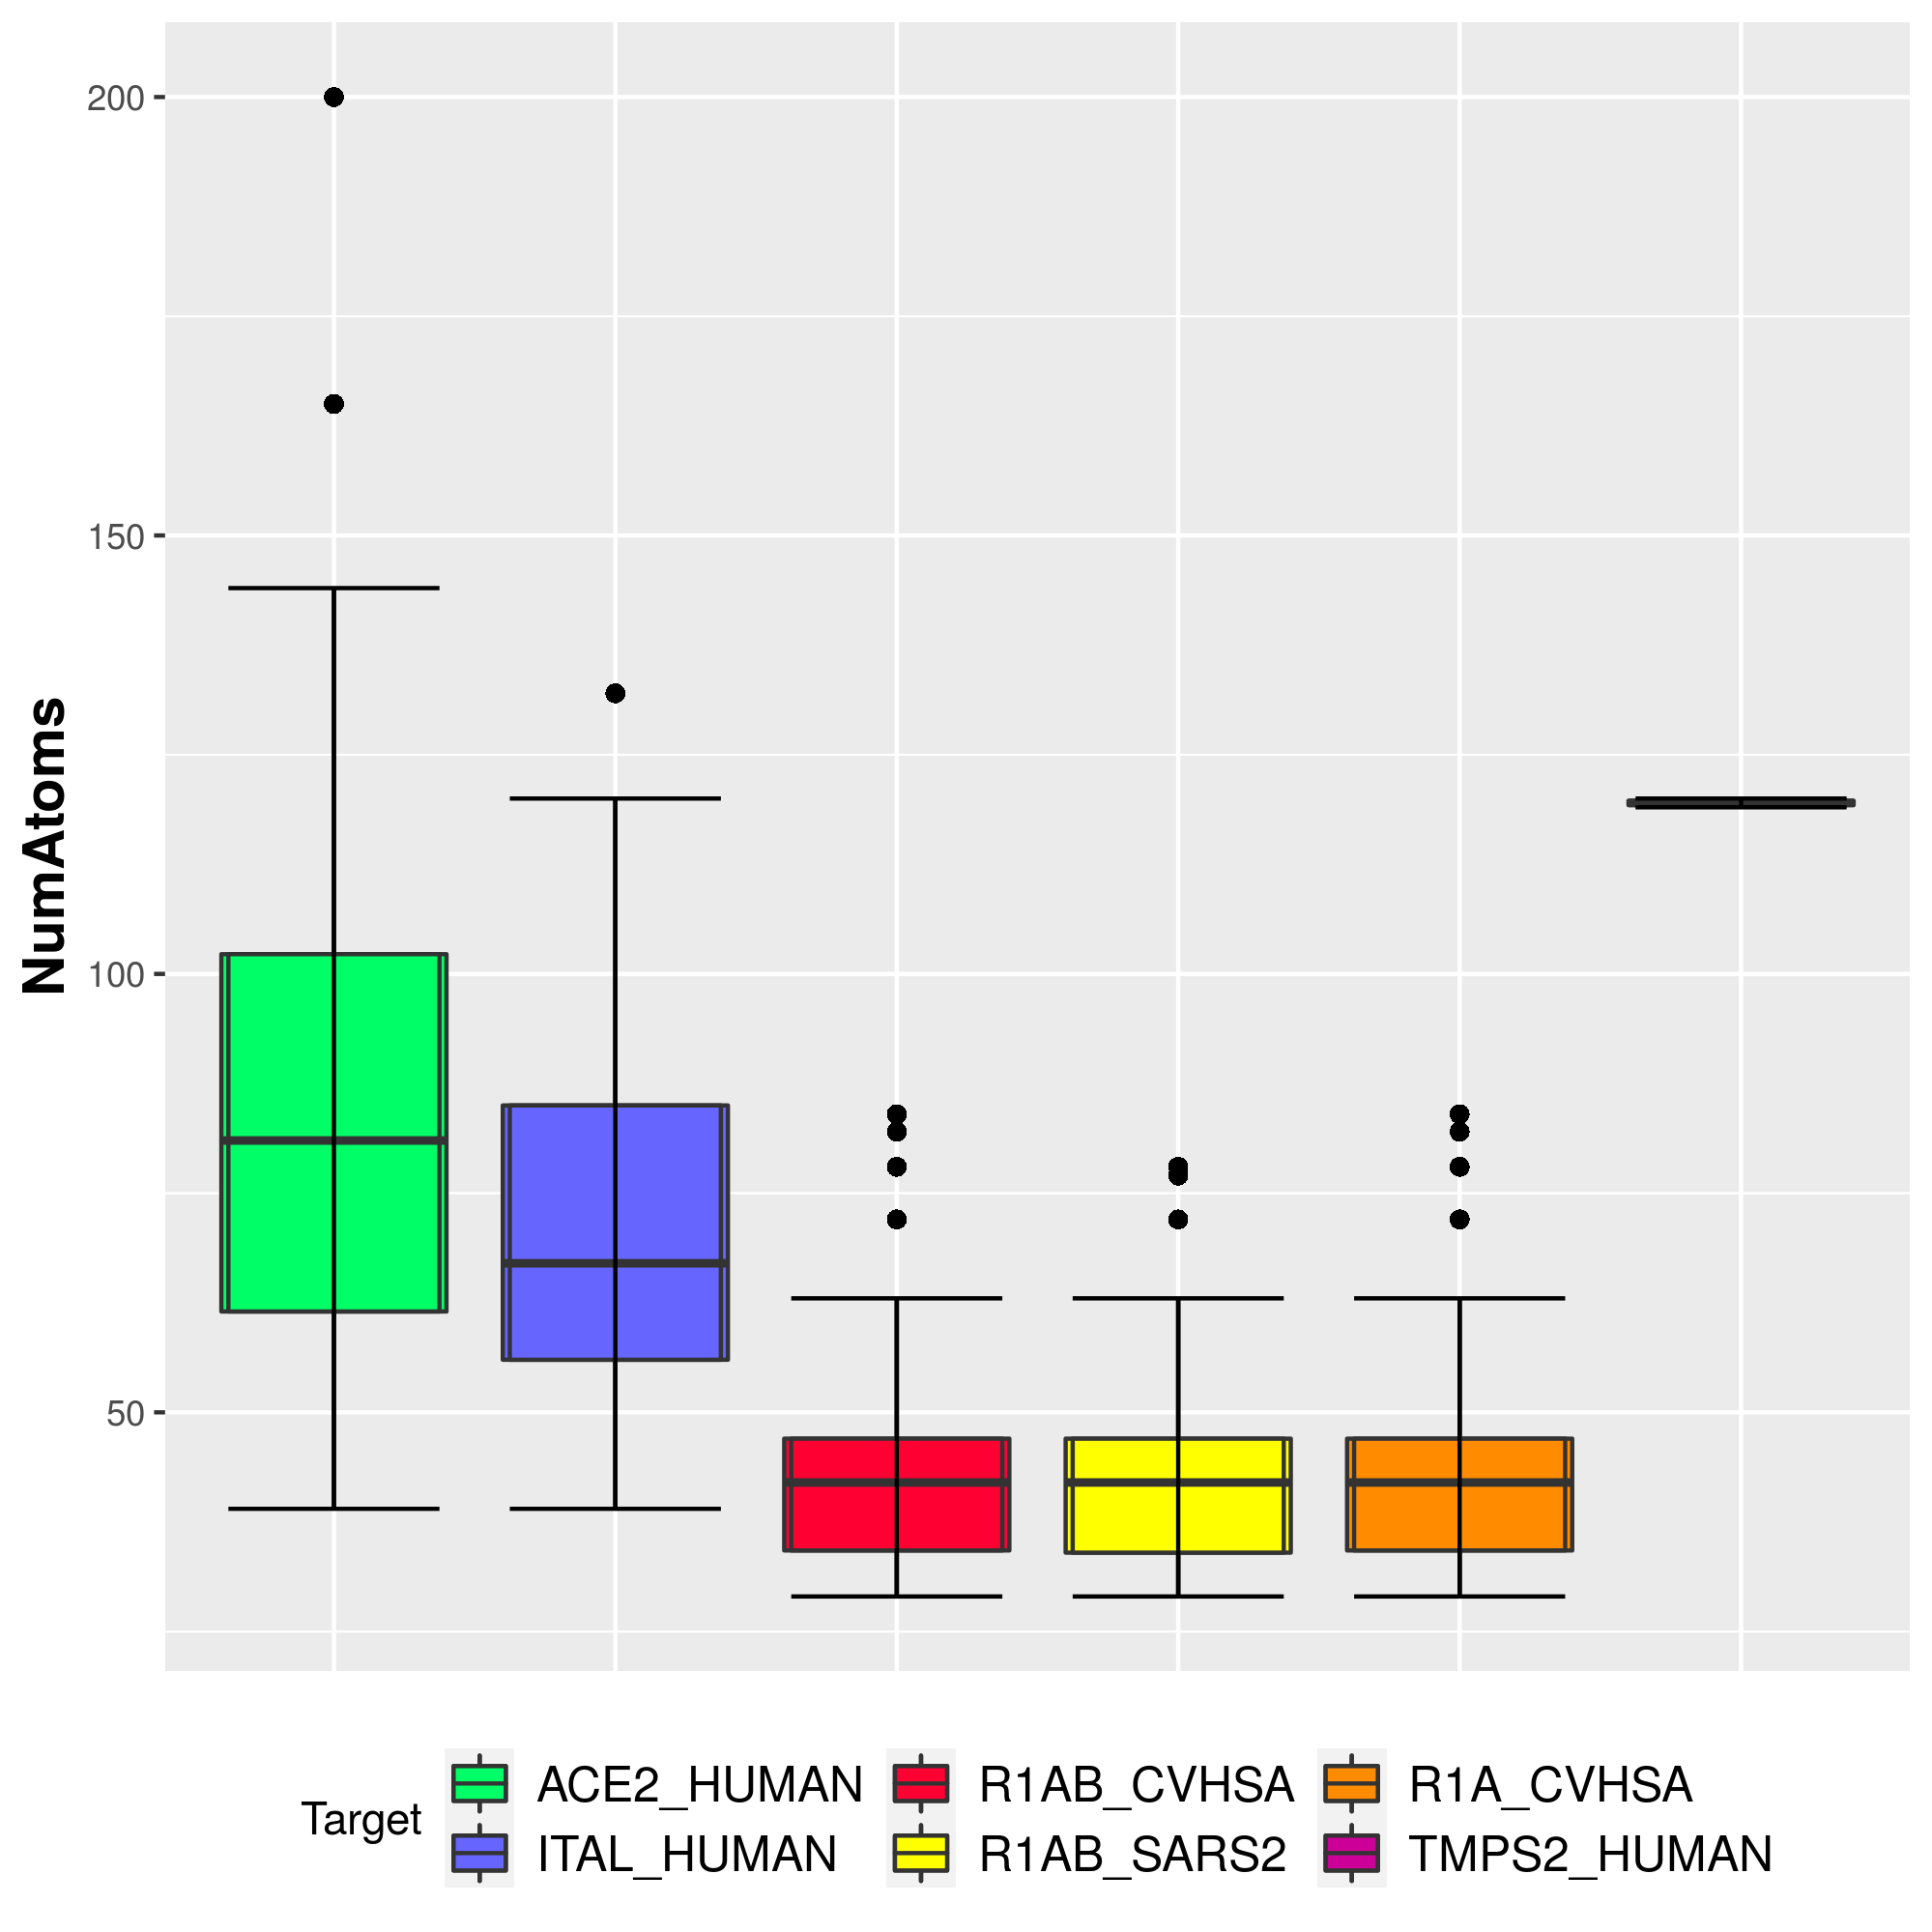 200
150
100
50
NumAtoms
Target
ACE2_HUMAN
R1AB_CVHSA
R1A_CVHSA
ITAL_HUMAN
R1AB_SARS2
TMPS2_HUMAN